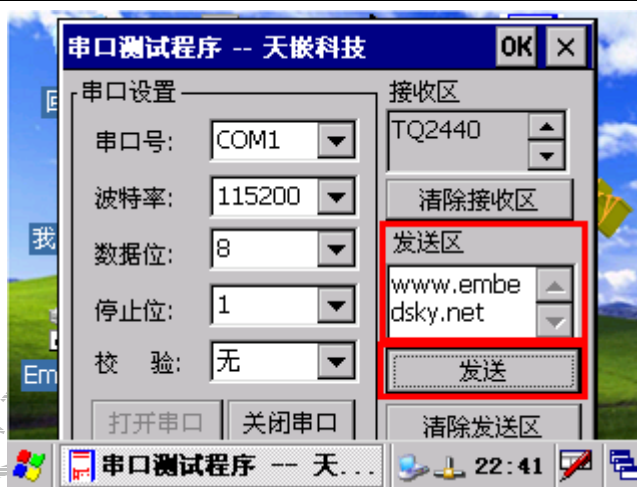 串口测试程序 -- 天嵌科技
OK ×
串口设置
串口号:
COM1
波特率:
115200
数据位:
8
停止位:
1
校 验:
无
打开串口
关闭串口
接收区
TQ2440
清除接收区
发送区
www.embe
dsky.net
发送
清除发送区
我
Em
串口测试程序 -- 天...
22:41